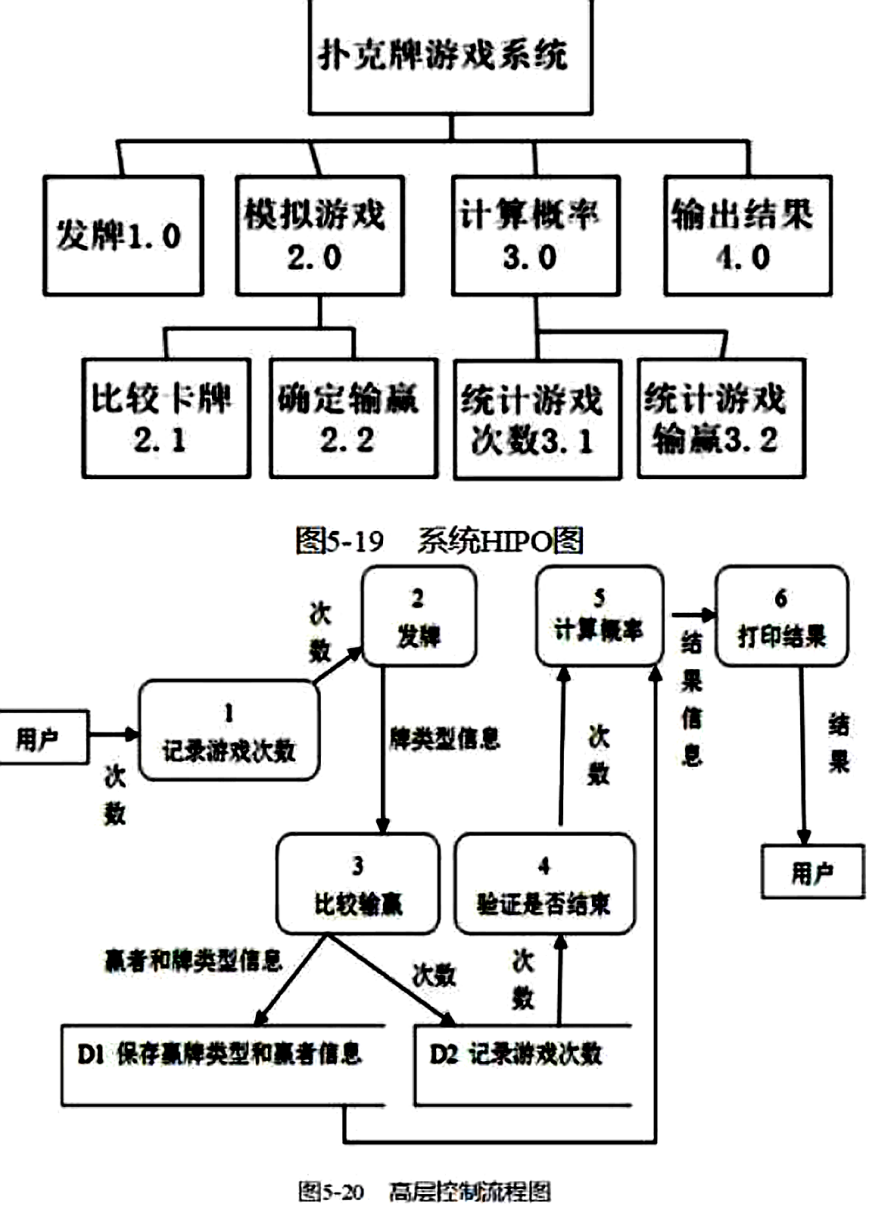 扑克牌游戏系统
发牌1.0
模拟游戏
2.0
计算概率
3.0
输出结果
4.0
比较卡牌
2.1
确定输赢
2.2
统计游戏
次数3.1
统计游戏
输赢3.2
图5-19 系统HIPO图
用户
次数
1
记录游戏次数
次数
2
发牌
牌类型信息
3
比较输赢
赢者和牌类型信息
次数
D1 保存赢牌类型和赢者信息
D2 记录游戏次数
次数
4
验证是否结束
次数
5
计算概率
结果信息
6
打印结果
结果
用户
图5-20 高层控制流程图